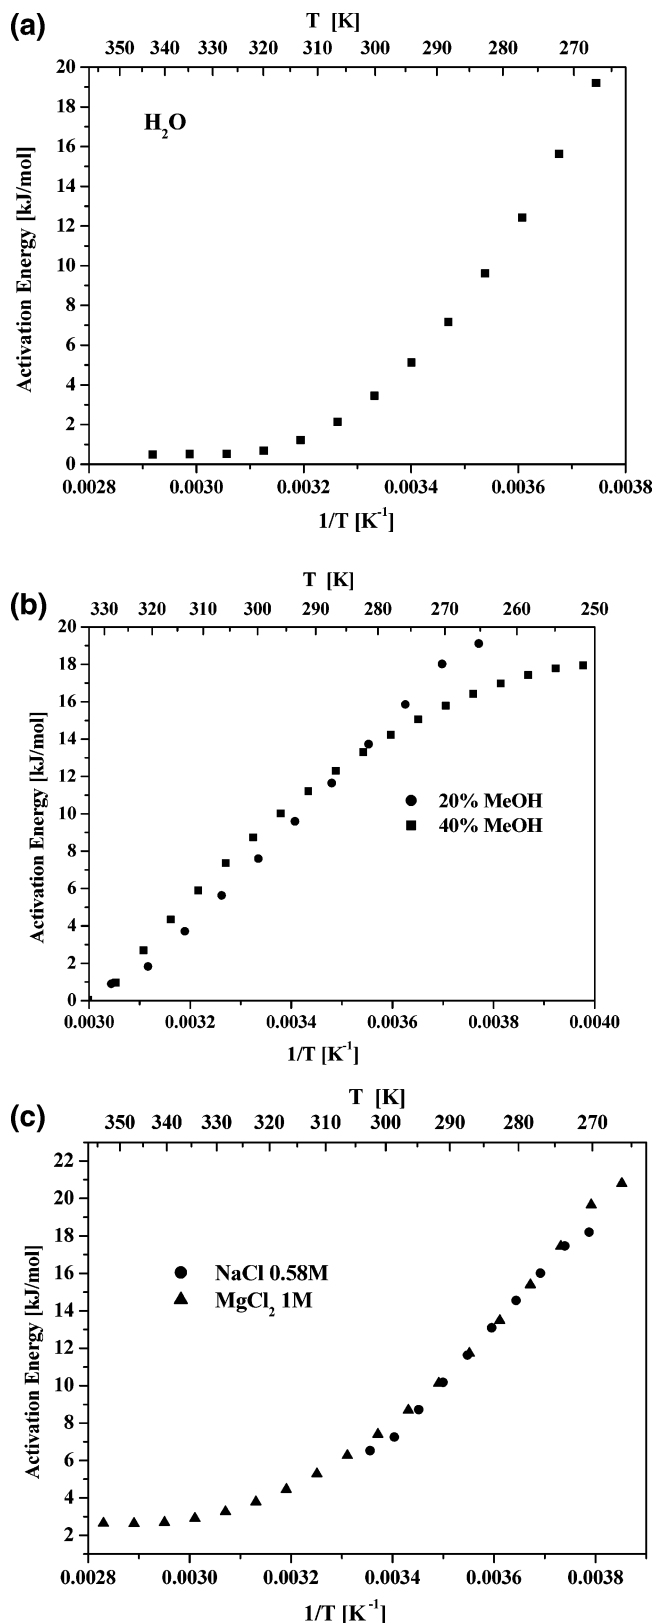 (a)
T [K]
350 340 330 320 310 300 290 280 270
20
18
16
14
12
10
8
6
4
2
0
H2O
Activation Energy [kJ/mol]
0.0028 0.0030 0.0032 0.0034 0.0036 0.0038
1/T [K-1]
(b)
T [K]
330 320 310 300 290 280 270 260 250
20
18
16
14
12
10
8
6
4
2
0
20% MeOH
40% MeOH
Activation Energy [kJ/mol]
0.0030 0.0032 0.0034 0.0036 0.0038 0.0040
1/T [K-1]
(c)
T [K]
350 340 330 320 310 300 290 280 270
22
20
18
16
14
12
10
8
6
4
2
NaCl 0.58M
MgCl2 1M
Activation Energy [kJ/mol]
0.0028 0.0030 0.0032 0.0034 0.0036 0.0038
1/T [K-1]